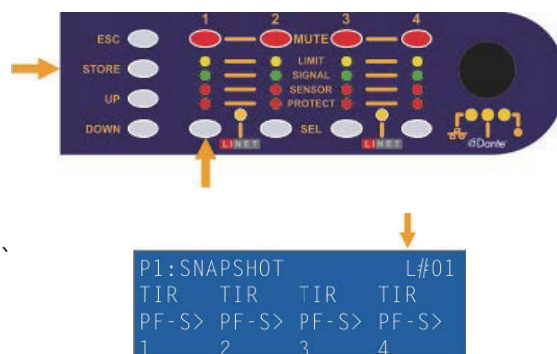 1 2 3 4
ESC MUTE
STORE LIMIT
SIGNAL
UP SENSOR
PROTECT
DOWN SEL
LINET LINET
Dante
、
P1:SNAPSHOT L#01
TIR TIR TIR TIR
PF-S> PF-S> PF-S> PF-S>
1 2 3 4